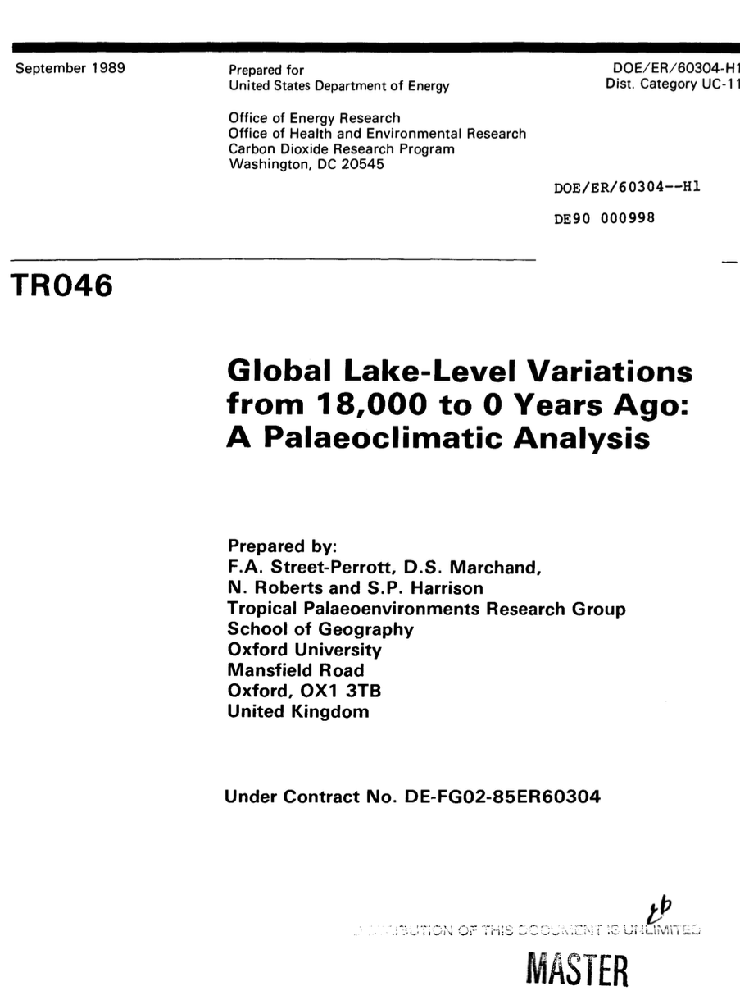 September 1989
Prepared for
United States Department of Energy
Office of Energy Research
Office of Health and Environmental Research
Carbon Dioxide Research Program
Washington, DC 20545
DOE/ER/60304-H1
Dist. Category UC-11
DOE/ER/60304--H1
DE90 000998
TR046
Global Lake-Level Variations
from 18,000 to 0 Years Ago:
A Palaeoclimatic Analysis
Prepared by:
F.A. Street-Perrott, D.S. Marchand,
N. Roberts and S.P. Harrison
Tropical Palaeoenvironments Research Group
School of Geography
Oxford University
Mansfield Road
Oxford, OX1 3TB
United Kingdom
Under Contract No. DE-FG02-85ER60304
OF THIS DOCUMENT IS UNLIMITED
MASTER